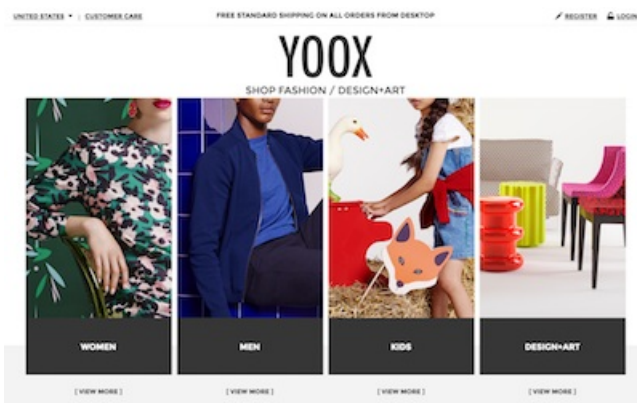 UNITED STATES | CUSTOMER CARE
FREE STANDARD SHIPPING ON ALL ORDERS FROM DESKTOP
REGISTER LOGIN
YOOX
SHOP FASHION / DESIGN+ART
WOMEN
MEN
KIDS
DESIGN+ART
[ VIEW MORE ]
[ VIEW MORE ]
[ VIEW MORE ]
[ VIEW MORE ]